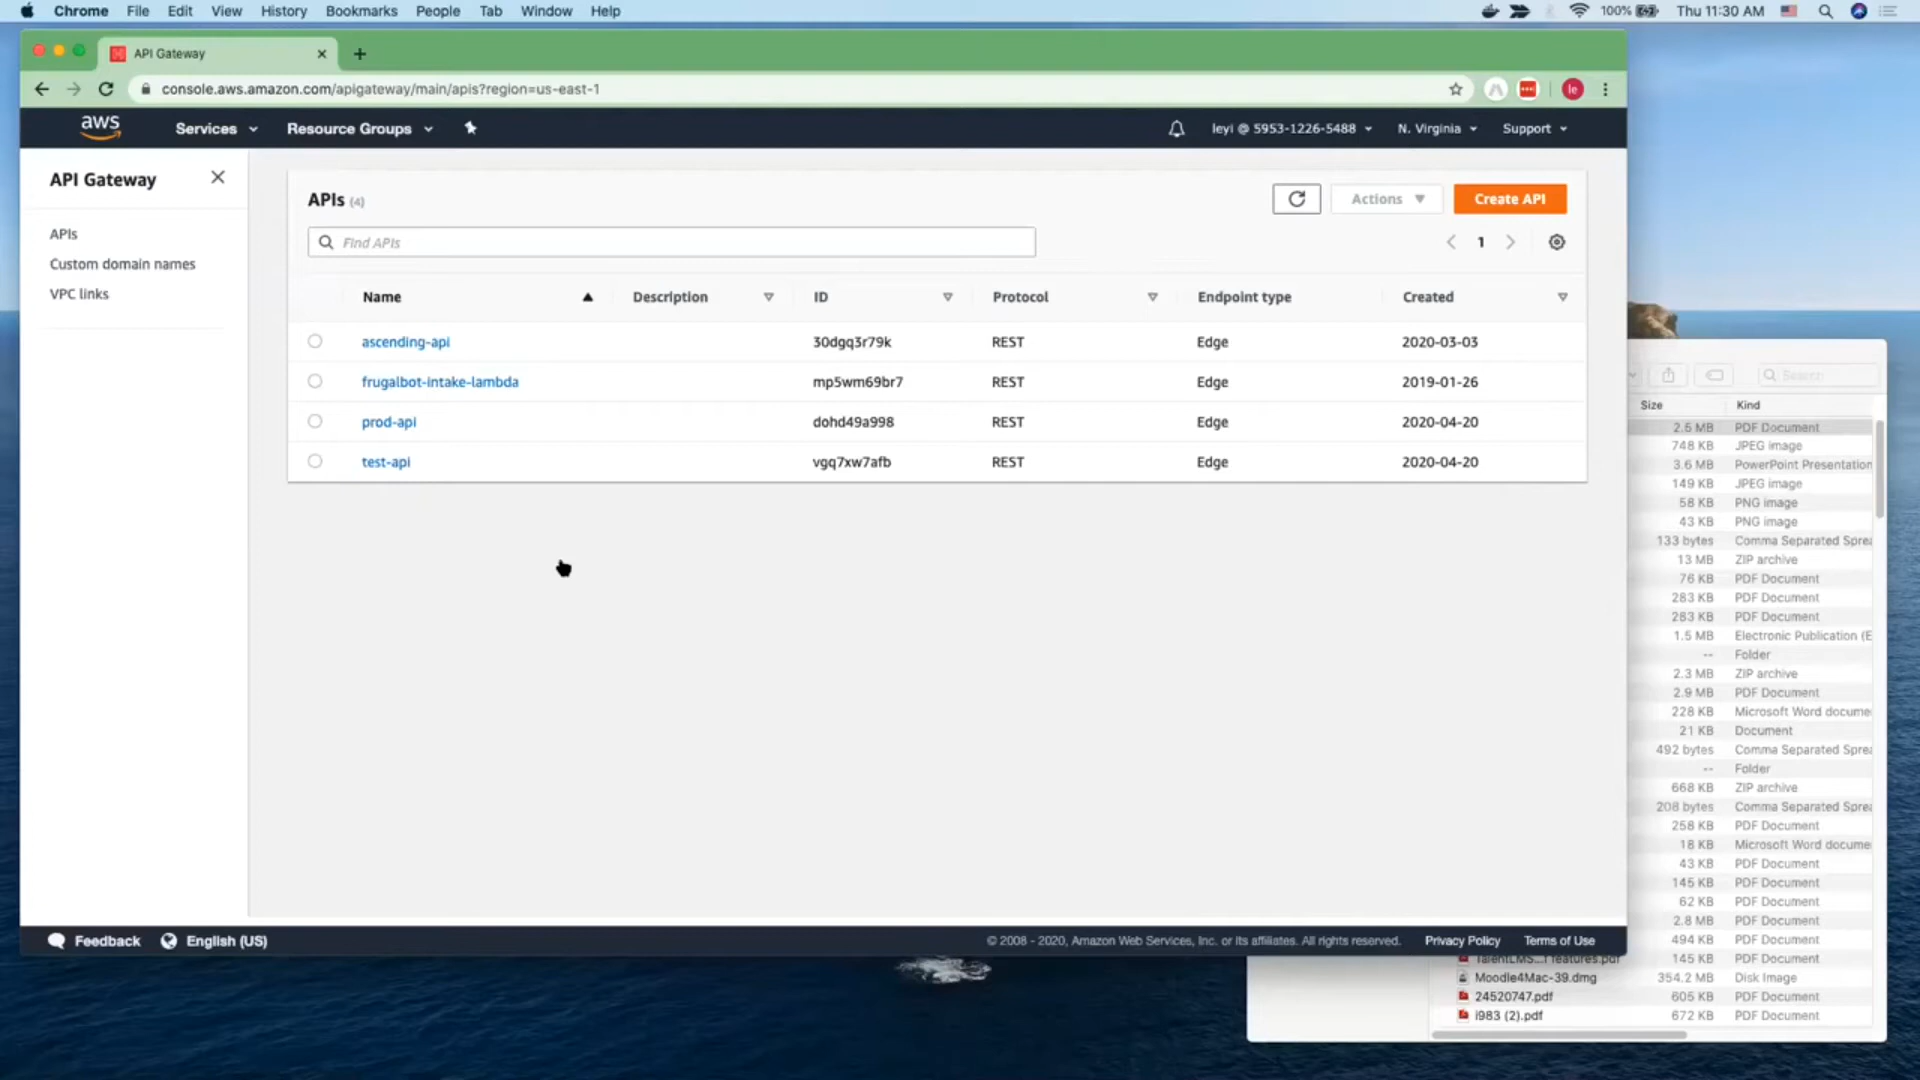 Chrome File Edit View History Bookmarks People Tab Window Help
100% Thu 11:30 AM
API Gateway
console.aws.amazon.com/apigateway/main/apis?region=us-east-1
le
aws Services Resource Groups
leyi @ 5953-1226-5488 N. Virginia Support
API Gateway
APIs
Custom domain names
VPC links
APIs (4)
Actions
Create API
Find APIs
1
Name Description ID Protocol Endpoint type Created
ascending-api 30dgq3r79k REST Edge 2020-03-03
frugalbot-intake-lambda mp5wm69br7 REST Edge 2019-01-26
prod-api dohd49a998 REST Edge 2020-04-20
test-api vgq7xw7afb REST Edge 2020-04-20
Feedback English (US)
© 2008 - 2020, Amazon Web Services, Inc. or its affiliates. All rights reserved. Privacy Policy Terms of Use
Search
Size Kind
2.5 MB PDF Document
748 KB JPEG image
3.6 MB PowerPoint Presentation
149 KB JPEG image
58 KB PNG image
43 KB PNG image
133 bytes Comma Separated Sprea
13 MB ZIP archive
76 KB PDF Document
283 KB PDF Document
283 KB PDF Document
1.5 MB Electronic Publication (E
-- Folder
2.3 MB ZIP archive
2.9 MB PDF Document
228 KB Microsoft Word docume
21 KB Document
492 bytes Comma Separated Sprea
-- Folder
668 KB ZIP archive
208 bytes Comma Separated Sprea
258 KB PDF Document
18 KB Microsoft Word docume
43 KB PDF Document
145 KB PDF Document
62 KB PDF Document
2.8 MB PDF Document
494 KB PDF Document
TalentLMS...f features.pdf 145 KB PDF Document
Moodle4Mac-39.dmg 354.2 MB Disk Image
24520747.pdf 605 KB PDF Document
i983 (2).pdf 672 KB PDF Document